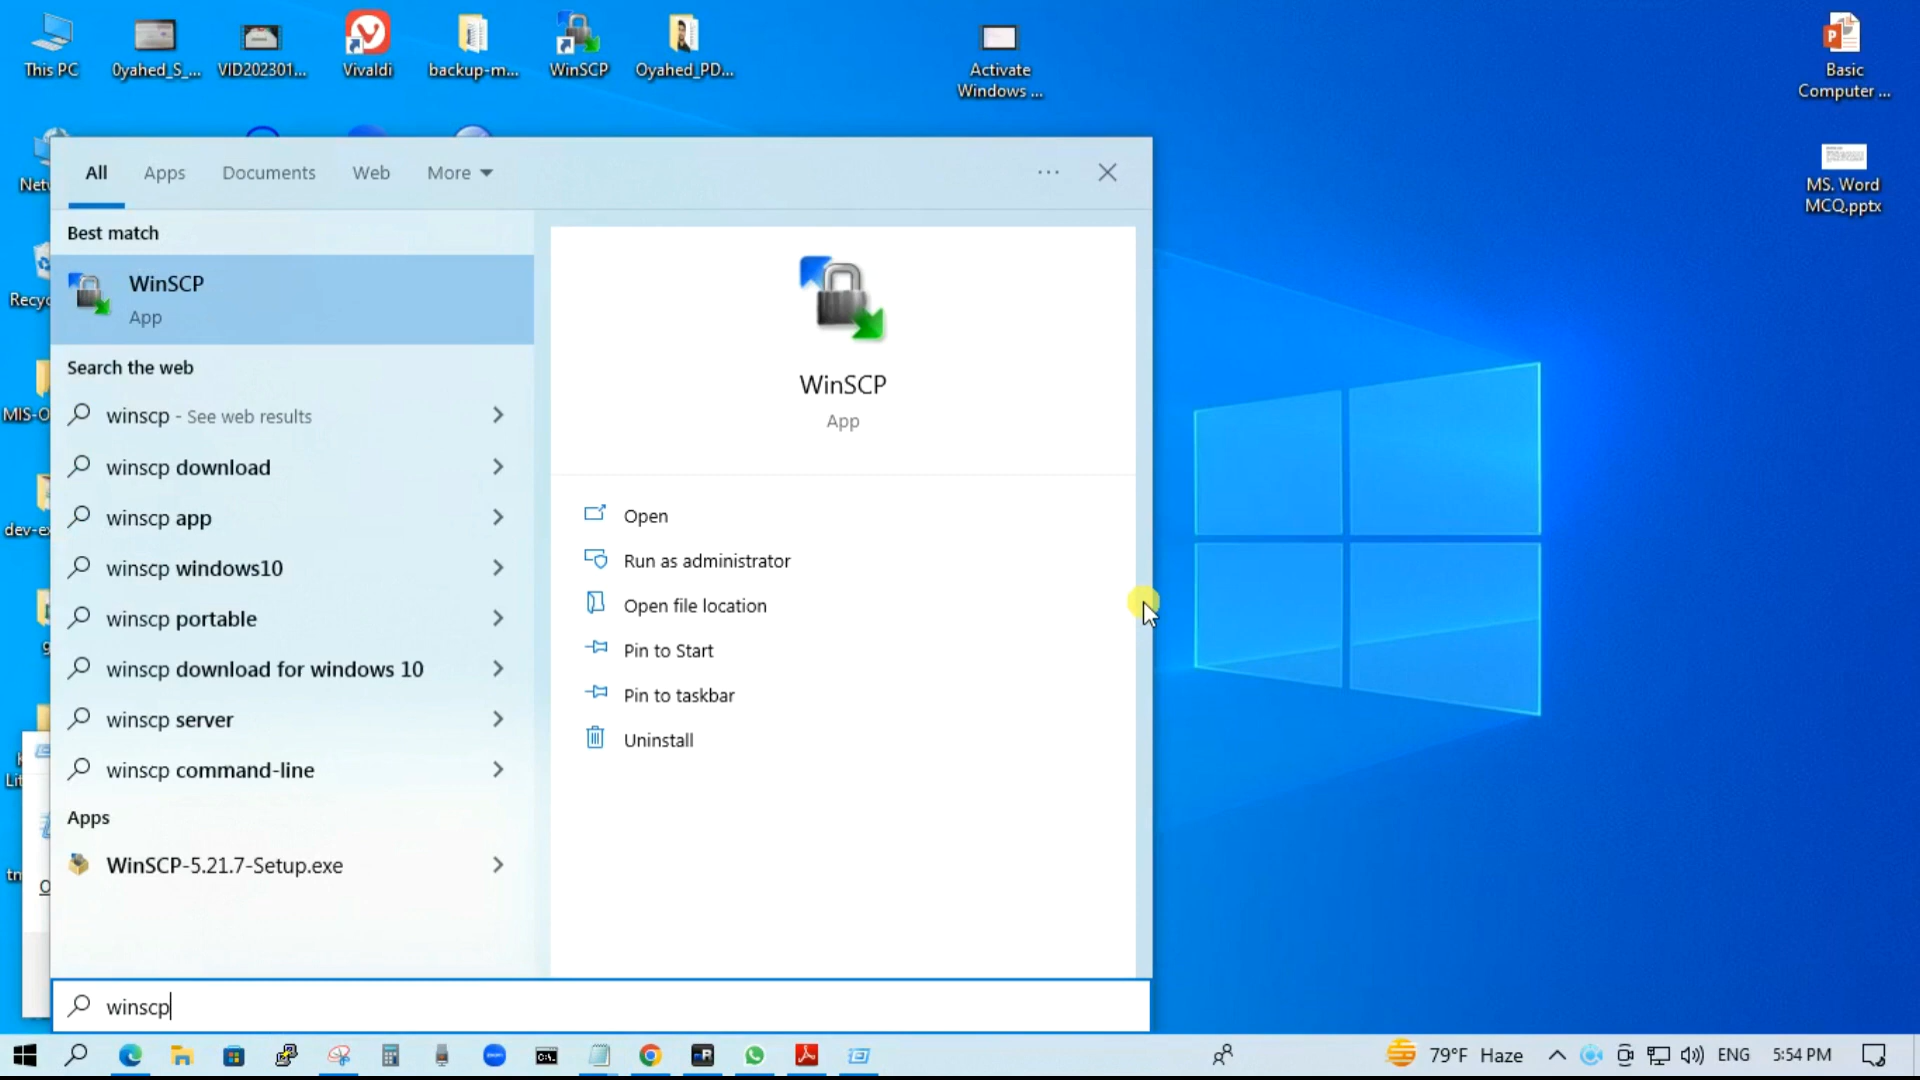 This PC
0yahed_S_...
VID202301...
Vivaldi
backup-m...
WinSCP
Oyahed_PD...
Activate
Windows ...
Basic
Computer ...
MS. Word
MCQ.pptx
Recyc
MIS-O
dev-ex
All
Apps
Documents
Web
More
Best match
WinSCP
App
Search the web
winscp - See web results
winscp download
winscp app
winscp windows10
winscp portable
winscp download for windows 10
winscp server
winscp command-line
Apps
WinSCP-5.21.7-Setup.exe
WinSCP
App
Open
Run as administrator
Open file location
Pin to Start
Pin to taskbar
Uninstall
winscp
79°F Haze
ENG
5:54 PM